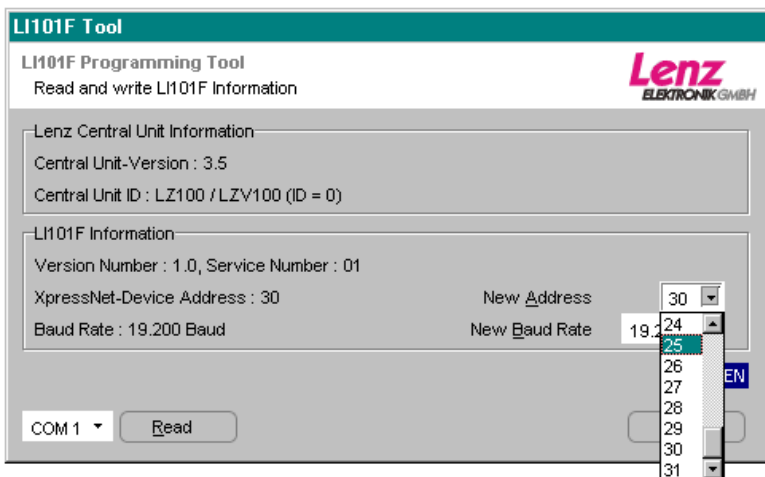 LI101F Tool
LI101F Programming Tool
Read and write LI101F Information
Lenz
ELEKTRONIK GMBH
Lenz Central Unit Information
Central Unit-Version : 3.5
Central Unit ID : LZ100 / LZV100 (ID = 0)
LI101F Information
Version Number : 1.0, Service Number : 01
XpressNet-Device Address : 30
New Address
30
Baud Rate : 19.200 Baud
New Baud Rate
19.2
24
25
26
27
28
29
30
31
EN
COM 1
Read